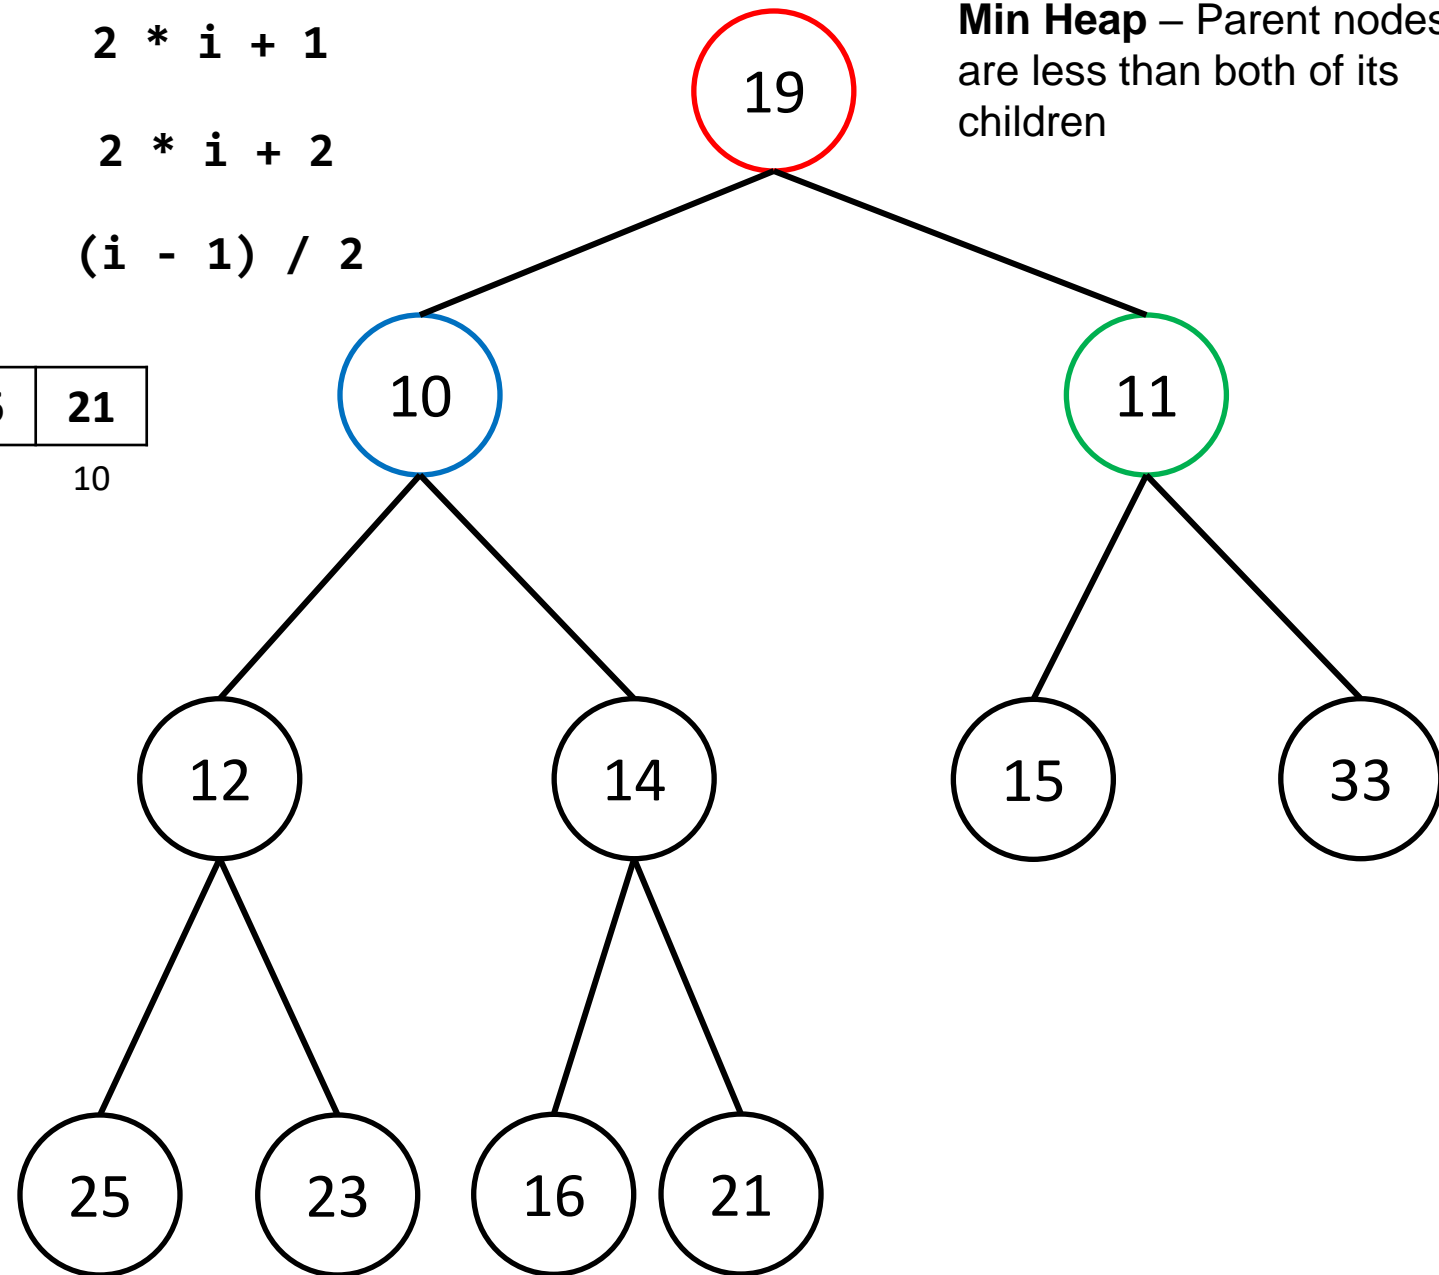 2 * i + 1
2 * i + 2
(i - 1) / 2
Min Heap – Parent nodes
are less than both of its
children
19
21
10
10
11
12
14
15
33
25
23
16
21